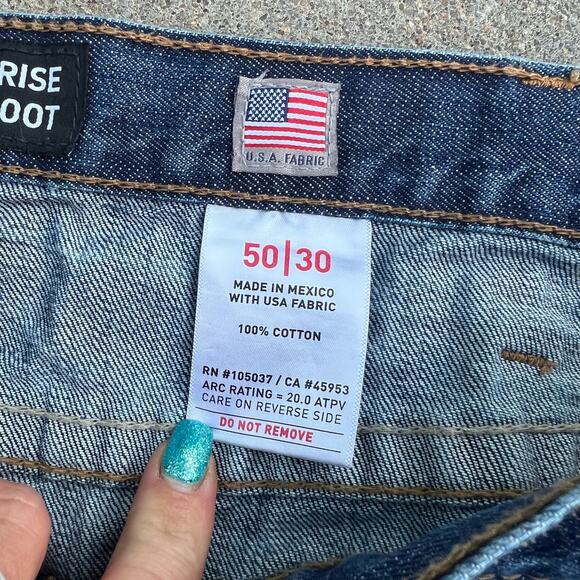 RISE
OOT
U.S.A. FABRIC
50|30
MADE IN MEXICO
WITH USA FABRIC
100% COTTON
RN #105037 / CA #45953
ARC RATING = 20.0 ATPV
CARE ON REVERSE SIDE
DO NOT REMOVE